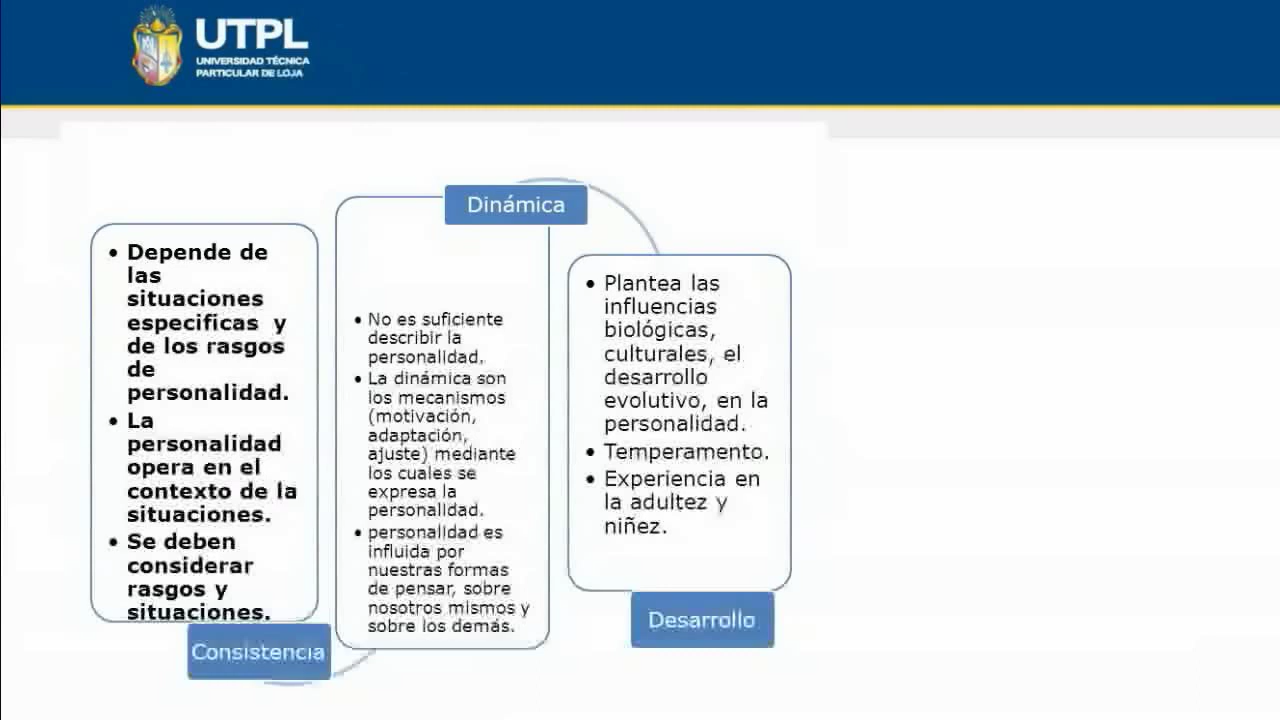 UTPL
UNIVERSIDAD TÉCNICA
PARTICULAR DE LOJA
• Depende de
las
situaciones
especificas y
de los rasgos
de
personalidad.
• La
personalidad
opera en el
contexto de la
situaciones.
• Se deben
considerar
rasgos y
situaciones.
Consistencia
Dinámica
• No es suficiente
describir la
personalidad.
• La dinámica son
los mecanismos
(motivación,
adaptación,
ajuste) mediante
los cuales se
expresa la
personalidad.
• personalidad es
influida por
nuestras formas
de pensar, sobre
nosotros mismos y
sobre los demás.
• Plantea las
influencias
biológicas,
culturales, el
desarrollo
evolutivo, en la
personalidad.
• Temperamento.
• Experiencia en
la adultez y
niñez.
Desarrollo